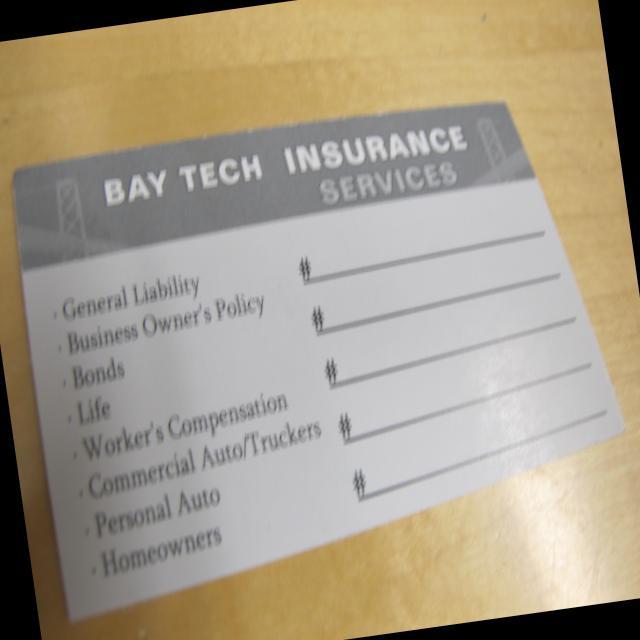 BAY TECH INSURANCE
SERVICES
· General Liability
· Business Owner's Policy
· Bonds
· Life
· Worker's Compensation
· Commercial Auto/Truckers
· Personal Auto
· Homeowners
#
#
#
#
#